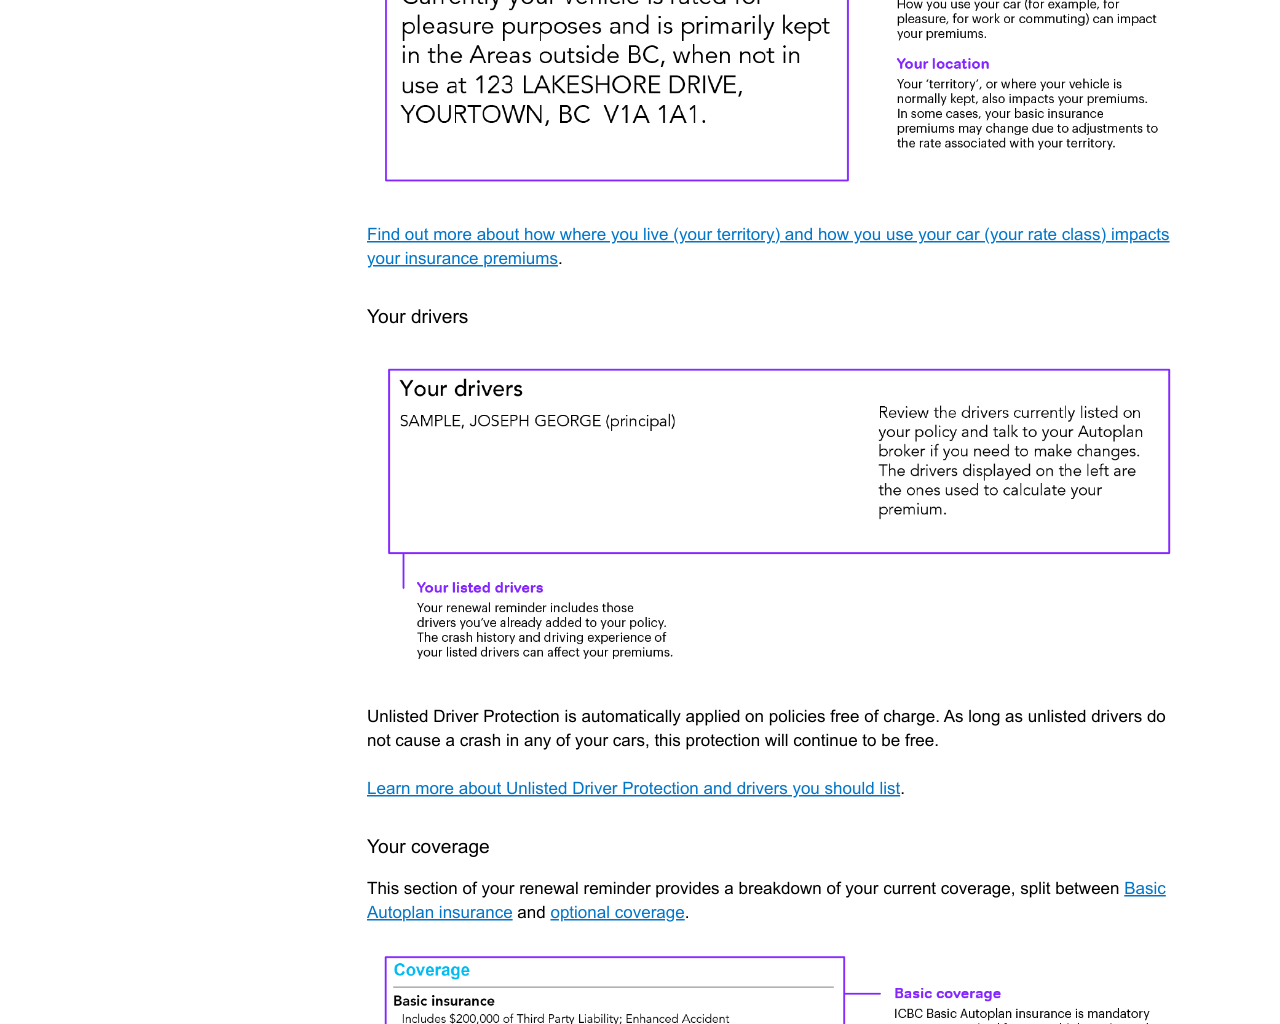 Currently your vehicle is rated for
pleasure purposes and is primarily kept
in the Areas outside BC, when not in
use at 123 LAKESHORE DRIVE,
YOURTOWN, BC  V1A 1A1.
How you use your car (for example, for
pleasure, for work or commuting) can impact
your premiums.
Your location
Your ‘territory’, or where your vehicle is
normally kept, also impacts your premiums.
In some cases, your basic insurance
premiums may change due to adjustments to
the rate associated with your territory.
Find out more about how where you live (your territory) and how you use your car (your rate class) impacts
your insurance premiums.
Your drivers
Your drivers
SAMPLE, JOSEPH GEORGE (principal)
Review the drivers currently listed on
your policy and talk to your Autoplan
broker if you need to make changes.
The drivers displayed on the left are
the ones used to calculate your
premium.
Your listed drivers
Your renewal reminder includes those
drivers you’ve already added to your policy.
The crash history and driving experience of
your listed drivers can affect your premiums.
Unlisted Driver Protection is automatically applied on policies free of charge. As long as unlisted drivers do
not cause a crash in any of your cars, this protection will continue to be free.
Learn more about Unlisted Driver Protection and drivers you should list.
Your coverage
This section of your renewal reminder provides a breakdown of your current coverage, split between Basic
Autoplan insurance and optional coverage.
Coverage
Basic insurance
Includes $200,000 of Third Party Liability; Enhanced Accident
Basic coverage
ICBC Basic Autoplan insurance is mandatory